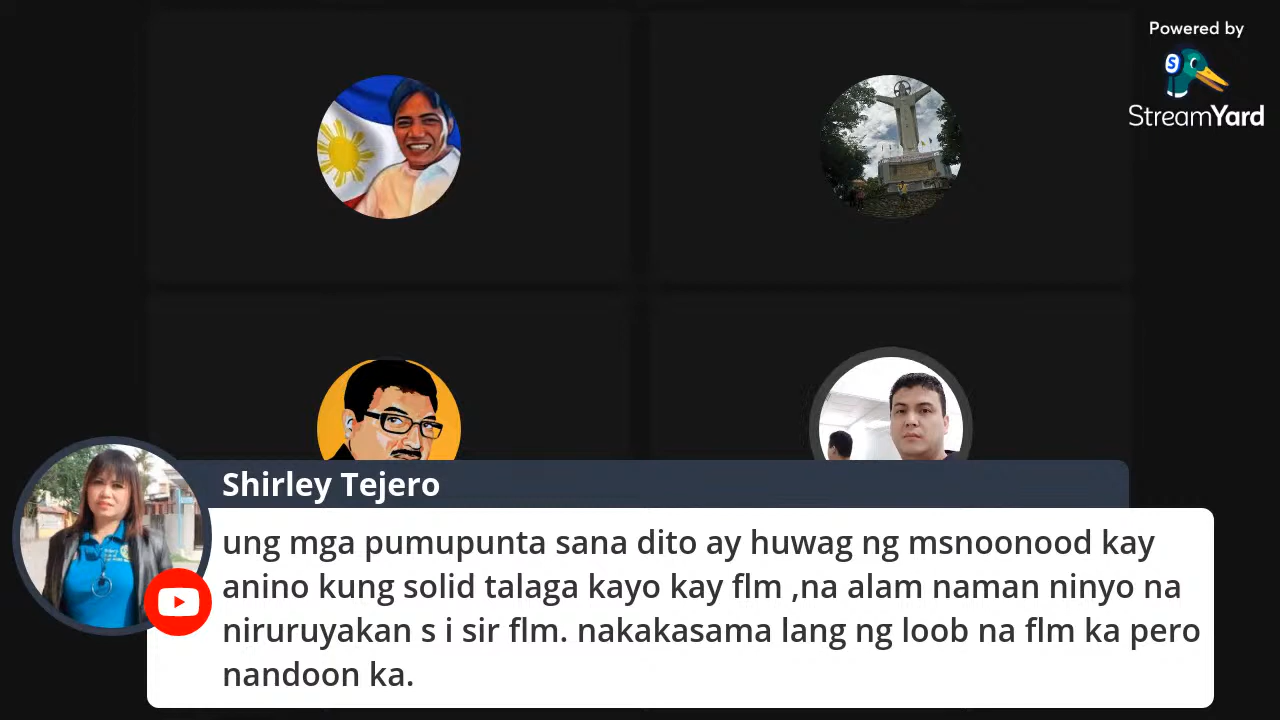 Powered by
StreamYard
Shirley Tejero
ung mga pumupunta sana dito ay huwag ng msnoonood kay
anino kung solid talaga kayo kay flm ,na alam naman ninyo na
niruruyakan s i sir flm. nakakasama lang ng loob na flm ka pero
nandoon ka.